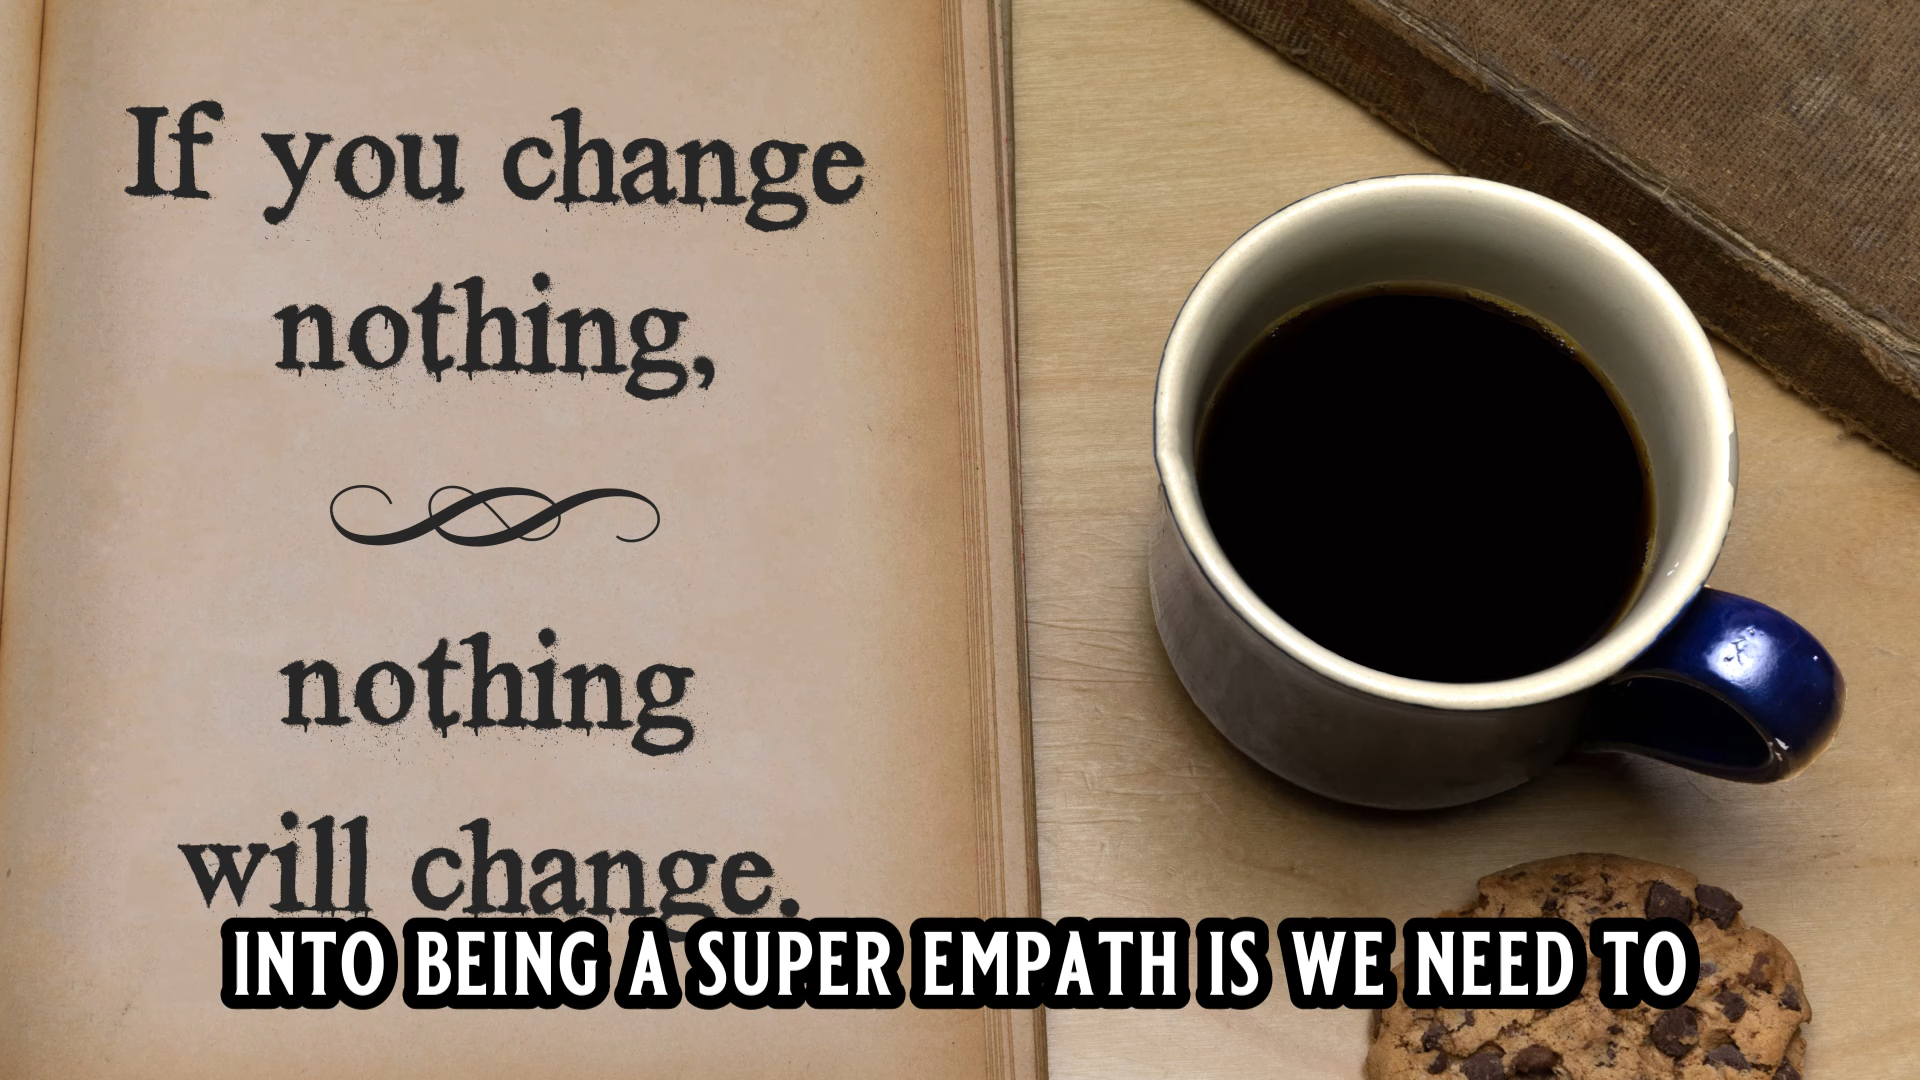 If you change
nothing,
nothing
will change.
INTO BEING A SUPER EMPATH IS WE NEED TO